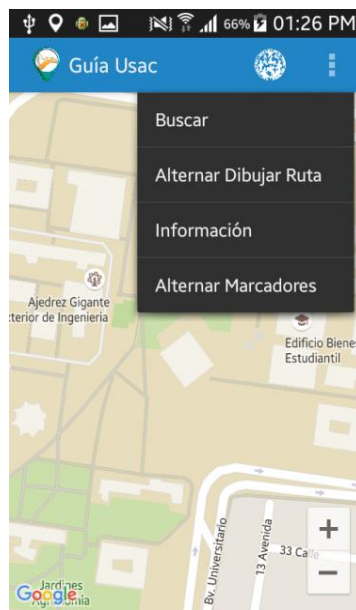 66% 01:26 PM
Guía Usac
Buscar
Alternar Dibujar Ruta
Información
Alternar Marcadores
Ajedrez Gigante
terior de Ingenieria
Edificio Biene
Estudiantil
Bv. Universitario
13 Avenida
33 Calle
+
−
Jardines
Google